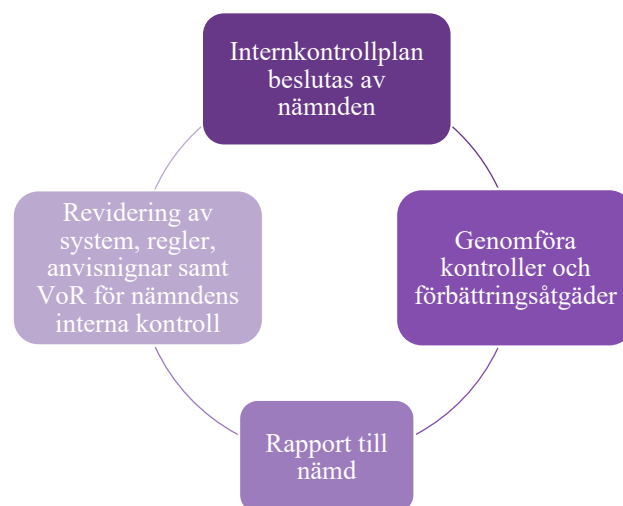 Internkontrollplan
beslutas av
nämnden
Genomföra
kontroller och
förbättringsåtgäder
Rapport till
nämd
Revidering av
system, regler,
anvisnignar samt
VoR för nämndens
interna kontroll